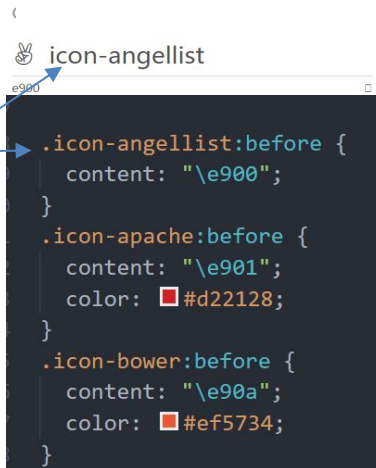 icon-angellist
e900
.icon-angellist:before {
content: "\e900";
}
.icon-apache:before {
content: "\e901";
color: #d22128;
}
.icon-bower:before {
content: "\e90a";
color: #ef5734;
}